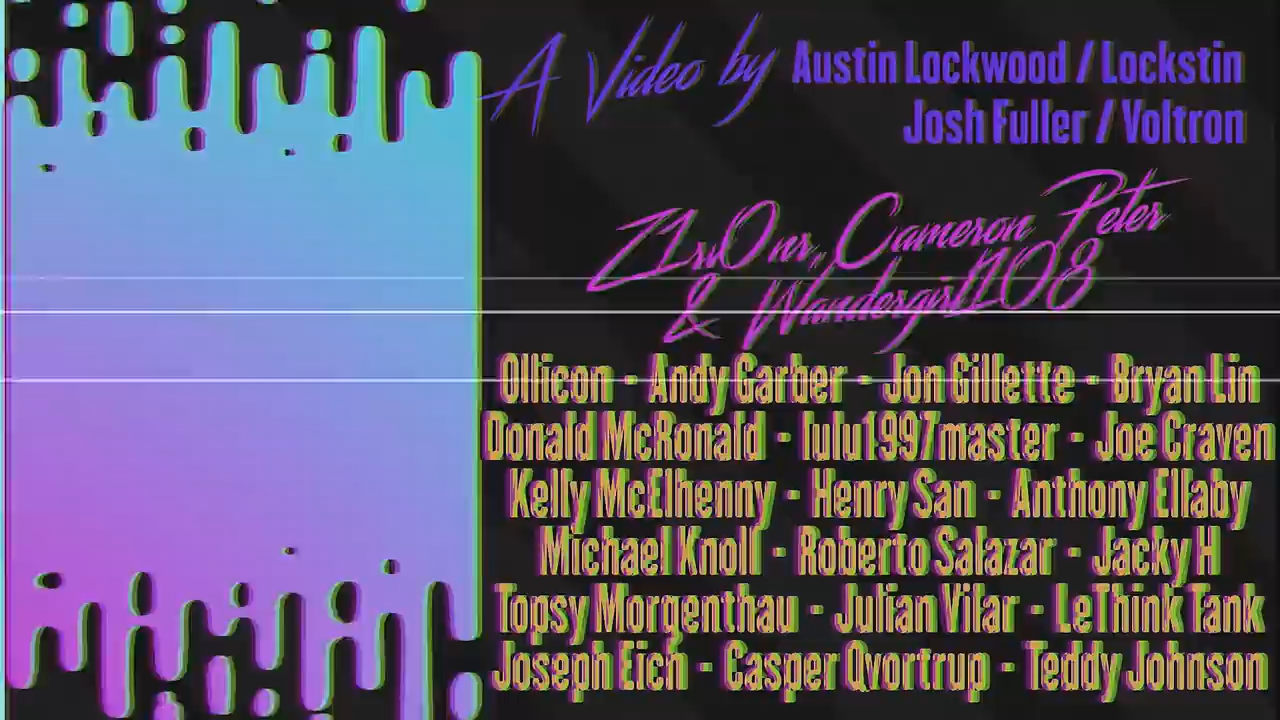 A Video by Austin Lockwood / Lockstin
Josh Fuller / Voltron
Z1rsOnrs, Cameron Peter
& Wandergirl108
Ollicon - Andy Garber - Jon Gillette - Bryan Lin
Donald McRonald - lulu1997master - Joe Craven
Kelly McElhenny - Henry San - Anthony Ellaby
Michael Knoll - Roberto Salazar - Jacky H
Topsy Morgenthau - Julian Vilar - LeThink Tank
Joseph Eich - Casper Qvortrup - Teddy Johnson